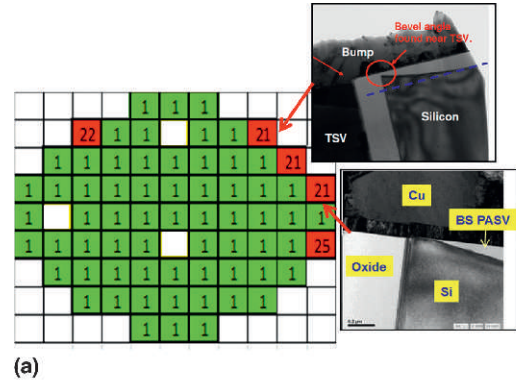 (a)
1 1 1
22 1 1 1 1 21
1 1 1 1 1 1 1 1 21
1 1 1 1 1 1 1 1 1 1 21
1 1 1 1 1 1 1 1 1 1
1 1 1 1 1 1 1 1 1 25
1 1 1 1 1 1 1 1 1
1 1 1 1 1 1 1
1 1 1
Bevel angle
found near TSV.
Bump
TSV
Silicon
Cu
BS PASV
Oxide
Si